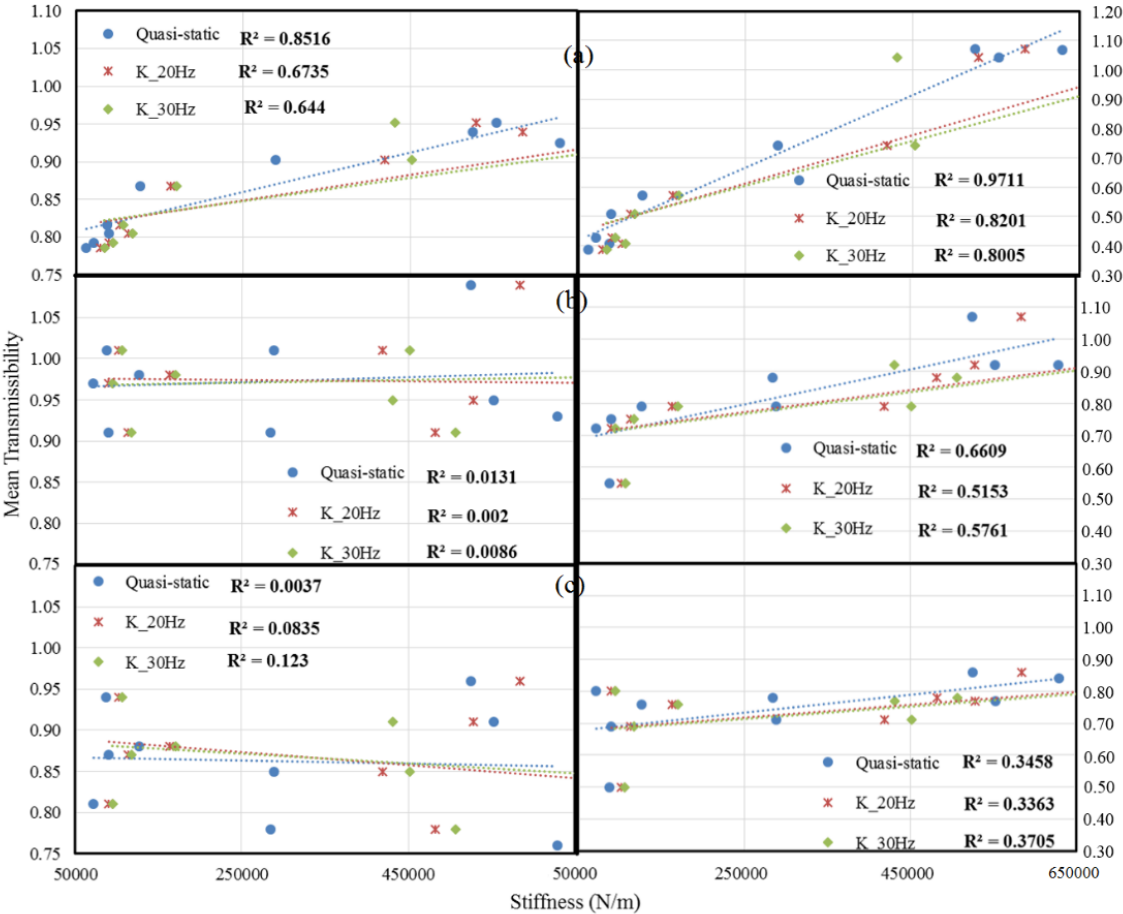 1.10
1.05
1.00
0.95
0.90
0.85
0.80
0.75
Quasi-static R² = 0.8516
K_20Hz R² = 0.6735
K_30Hz R² = 0.644
(a)
1.20
1.10
1.00
0.90
0.80
0.70
0.60
0.50
0.40
0.30
Quasi-static R² = 0.9711
K_20Hz R² = 0.8201
K_30Hz R² = 0.8005
Mean Transmissibility
1.05
1.00
0.95
0.90
0.85
0.80
0.75
Quasi-static R² = 0.0131
K_20Hz R² = 0.002
K_30Hz R² = 0.0086
(b)
1.10
1.00
0.90
0.80
0.70
0.60
0.50
0.40
0.30
Quasi-static R² = 0.6609
K_20Hz R² = 0.5153
K_30Hz R² = 0.5761
1.05
1.00
0.95
0.90
0.85
0.80
0.75
Quasi-static R² = 0.0037
K_20Hz R² = 0.0835
K_30Hz R² = 0.123
(c)
1.10
1.00
0.90
0.80
0.70
0.60
0.50
0.40
0.30
Quasi-static R² = 0.3458
K_20Hz R² = 0.3363
K_30Hz R² = 0.3705
50000 250000 450000 50000 250000 450000 650000
Stiffness (N/m)